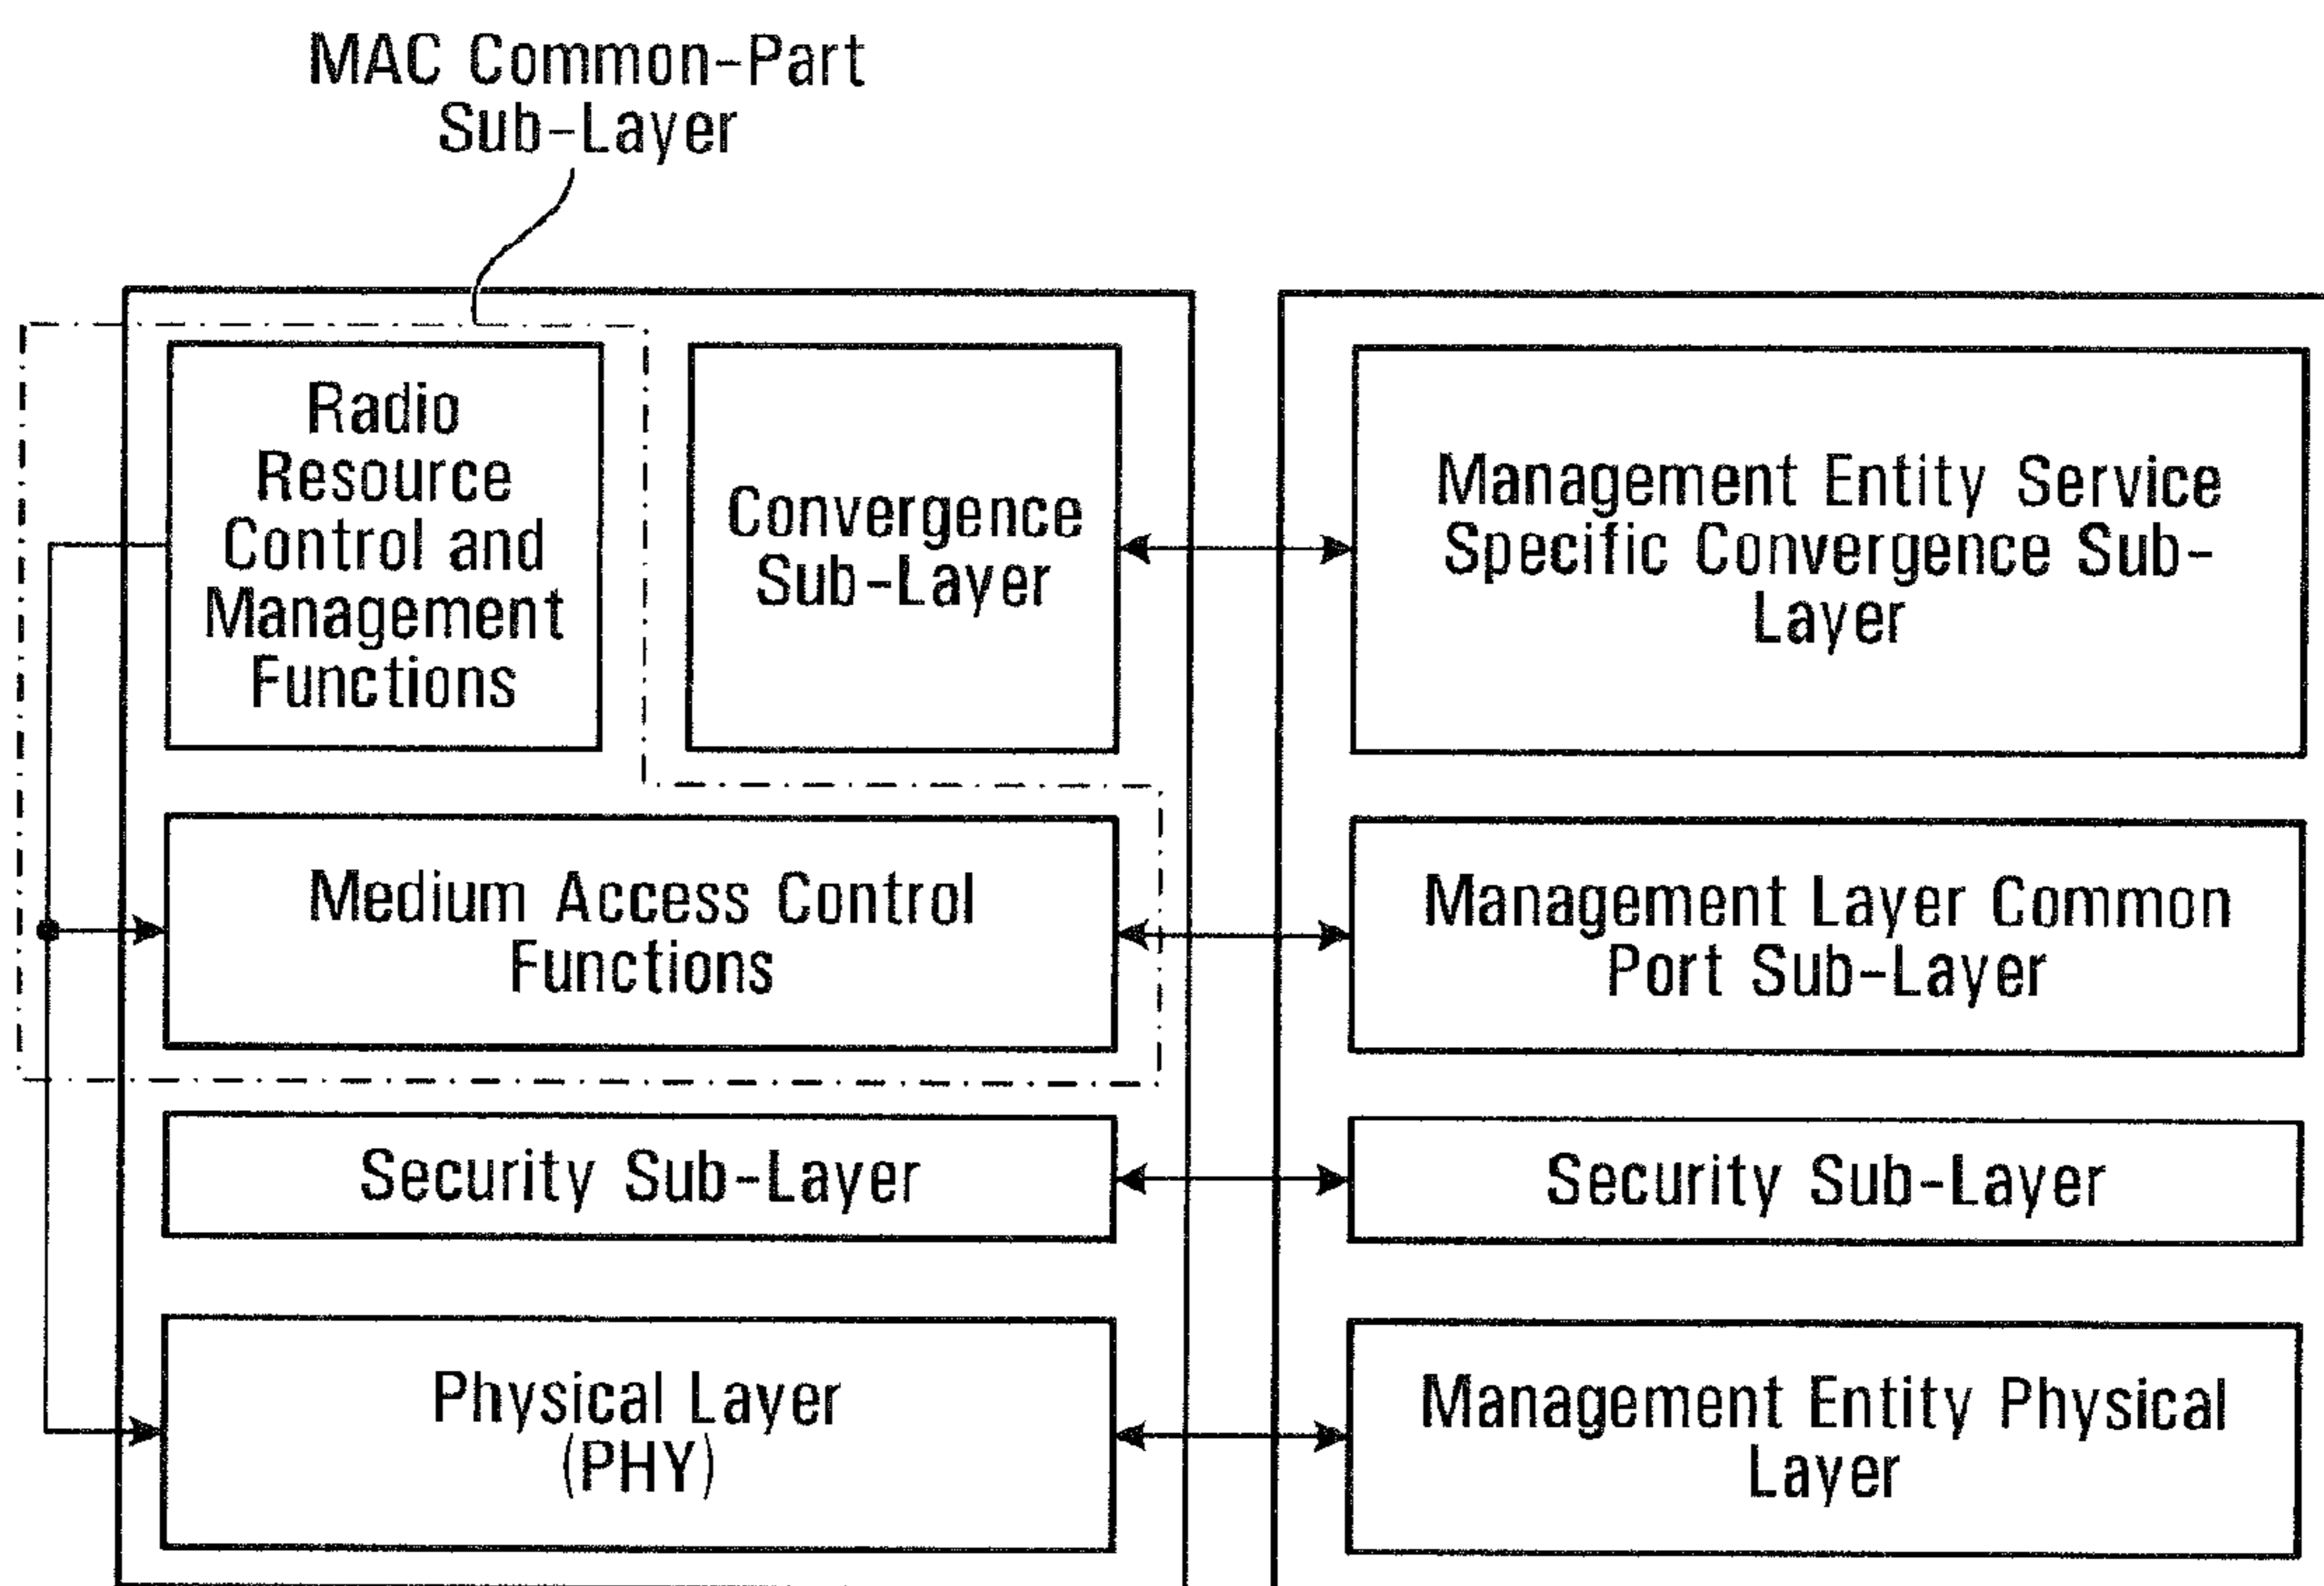 MAC Common-Part
Sub-Layer
Radio
Resource
Control and
Management
Functions
Convergence
Sub-Layer
Management Entity Service
Specific Convergence Sub-
Layer
Medium Access Control
Functions
Management Layer Common
Port Sub-Layer
Security Sub-Layer
Security Sub-Layer
Physical Layer
(PHY)
Management Entity Physical
Layer